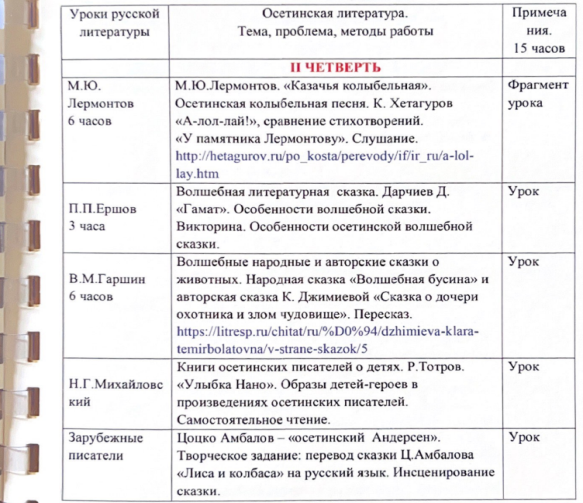 Уроки русской литературы
Осетинская литература.
Тема, проблема, методы работы
Примеча
ния.
15 часов
II ЧЕТВЕРТЬ
М.Ю.
Лермонтов
6 часов
М.Ю.Лермонтов. «Казачья колыбельная».
Осетинская колыбельная песня. К. Хетагуров
«А-лол-лай!», сравнение стихотворений.
«У памятника Лермонтову». Слушание.
http://hetagurov.ru/po_kosta/perevody/if/ir_ru/a-lol-
lay.htm
Фрагмент
урока
П.П.Ершов
3 часа
Волшебная литературная сказка. Дарчиев Д.
«Гамат». Особенности волшебной сказки.
Викторина. Особенности осетинской волшебной
сказки.
Урок
В.М.Гаршин
6 часов
Волшебные народные и авторские сказки о
животных. Народная сказка «Волшебная бусина» и
авторская сказка К. Джимиевой «Сказка о дочери
охотника и злом чудовище». Пересказ.
https://litresp.ru/chitat/ru/%D0%94/dzhimieva-klara-
temirbolatovna/v-strane-skazok/5
Урок
Н.Г.Михайловс
кий
Книги осетинских писателей о детях. Р.Тотров.
«Улыбка Нано». Образы детей-героев в
произведениях осетинских писателей.
Самостоятельное чтение.
Урок
Зарубежные
писатели
Цоцко Амбалов – «осетинский Андерсен».
Творческое задание: перевод сказки Ц.Амбалова
«Лиса и колбаса» на русский язык. Инсценирование
сказки.
Урок